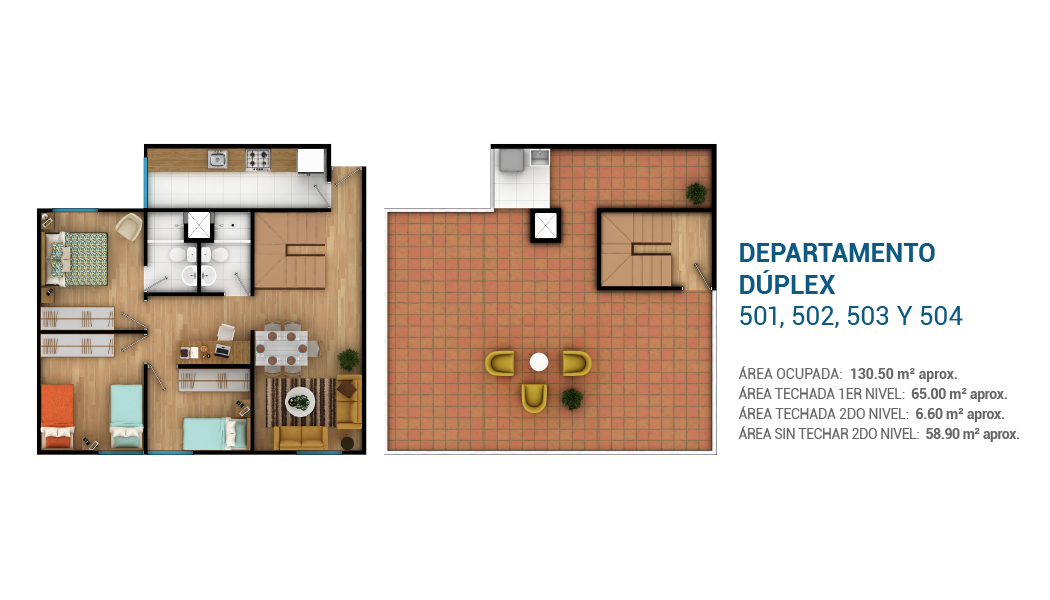 DEPARTAMENTO
DÚPLEX
501, 502, 503 Y 504
ÁREA OCUPADA: 130.50 m² aprox.
ÁREA TECHADA 1ER NIVEL: 65.00 m² aprox.
ÁREA TECHADA 2DO NIVEL: 6.60 m² aprox.
ÁREA SIN TECHAR 2DO NIVEL: 58.90 m² aprox.